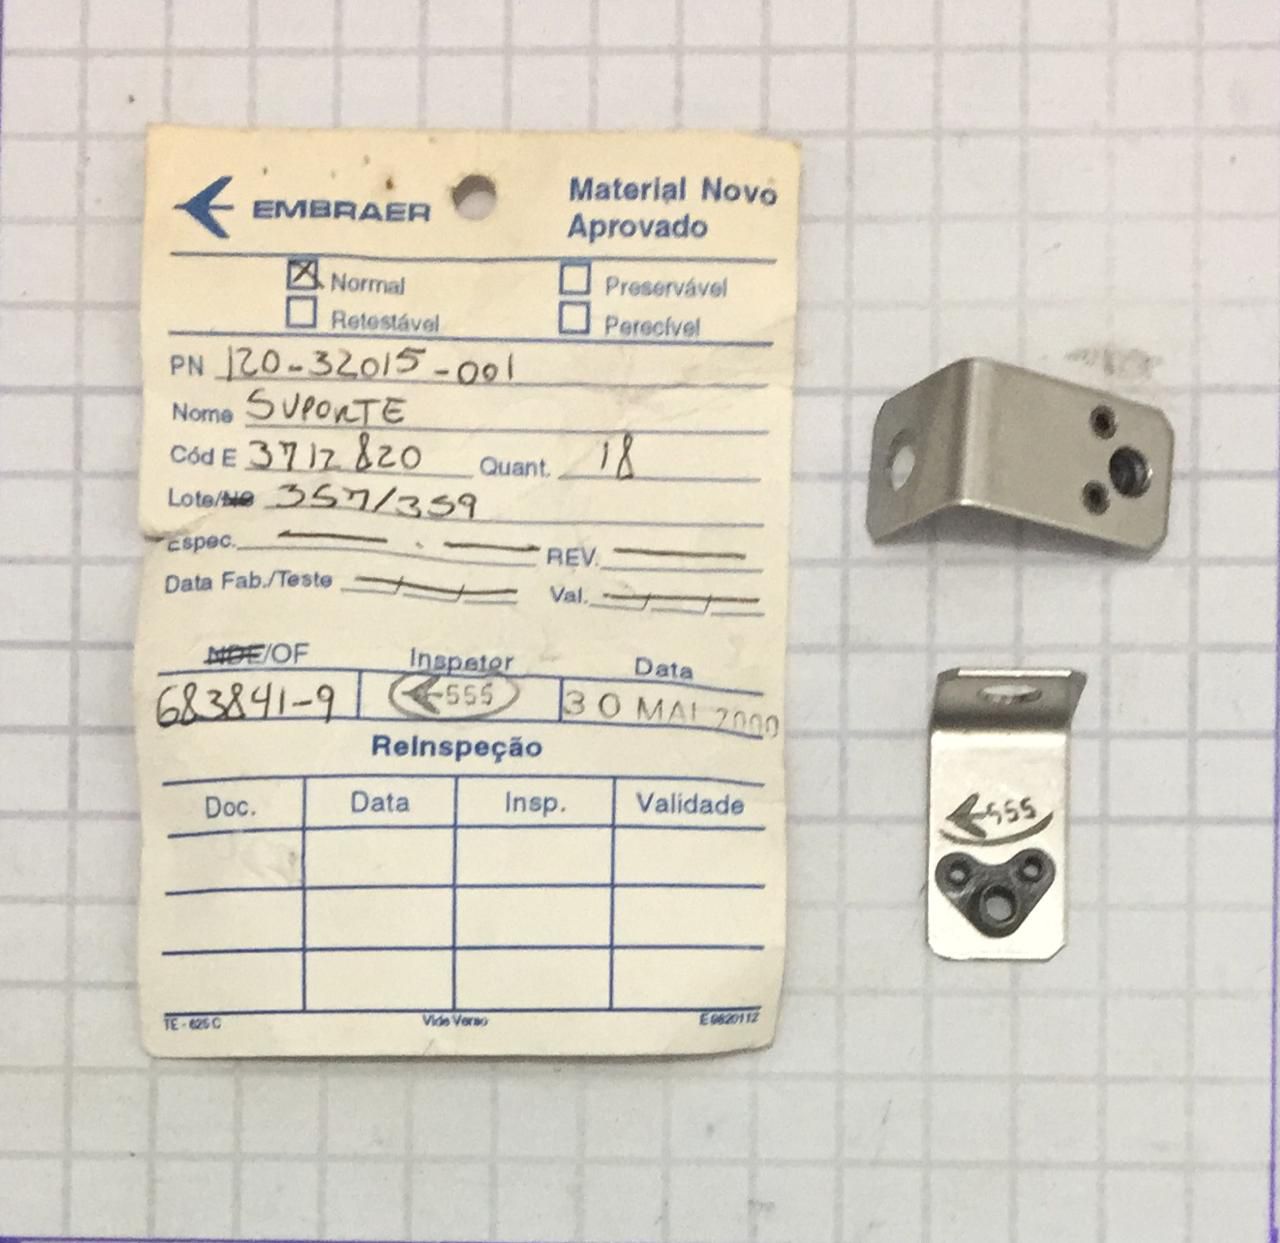 EMBRAER
Material Novo
Aprovado
Normal
Preservável
Retestável
Perecível
PN 120-32015-001
Nome SUPORTE
Cód E 3712820 Quant. 18
Lote/NE 357/359
Espec. REV.
Data Fab./Teste Val.
NDE/OF Inspetor Data
683841-9 555 30 MAI 2000
ReInspeção
Doc. Data Insp. Validade
TE - 625 C Vide Verso E9820112
555